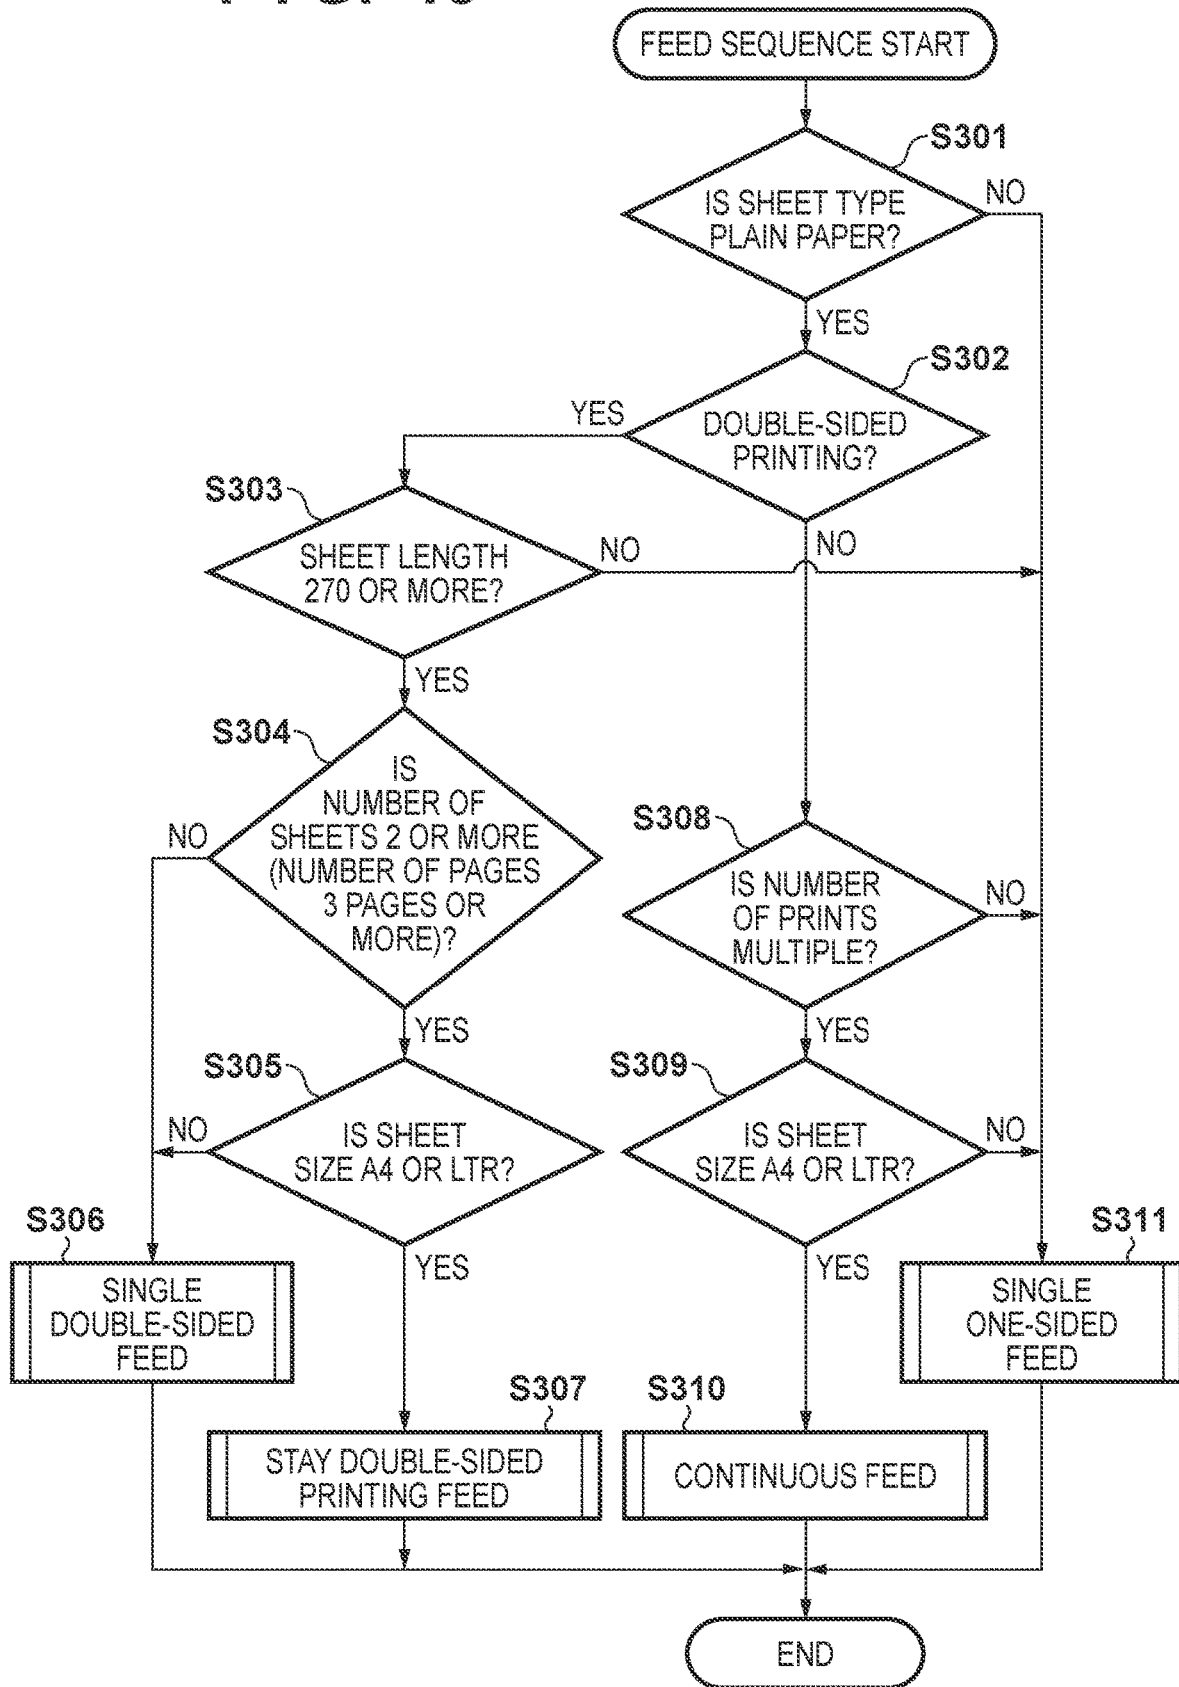 FEED SEQUENCE START
S301
IS SHEET TYPE
PLAIN PAPER?
NO
YES
S302
YES
DOUBLE-SIDED
PRINTING?
NO
S303
SHEET LENGTH
270 OR MORE?
NO
YES
S304
IS
NUMBER OF
SHEETS 2 OR MORE
(NUMBER OF PAGES
3 PAGES OR
MORE)?
NO
YES
S308
IS NUMBER
OF PRINTS
MULTIPLE?
NO
YES
S305
IS SHEET
SIZE A4 OR LTR?
NO
YES
S309
IS SHEET
SIZE A4 OR LTR?
NO
YES
S306
SINGLE
DOUBLE-SIDED
FEED
S311
SINGLE
ONE-SIDED
FEED
S307
STAY DOUBLE-SIDED
PRINTING FEED
S310
CONTINUOUS FEED
END